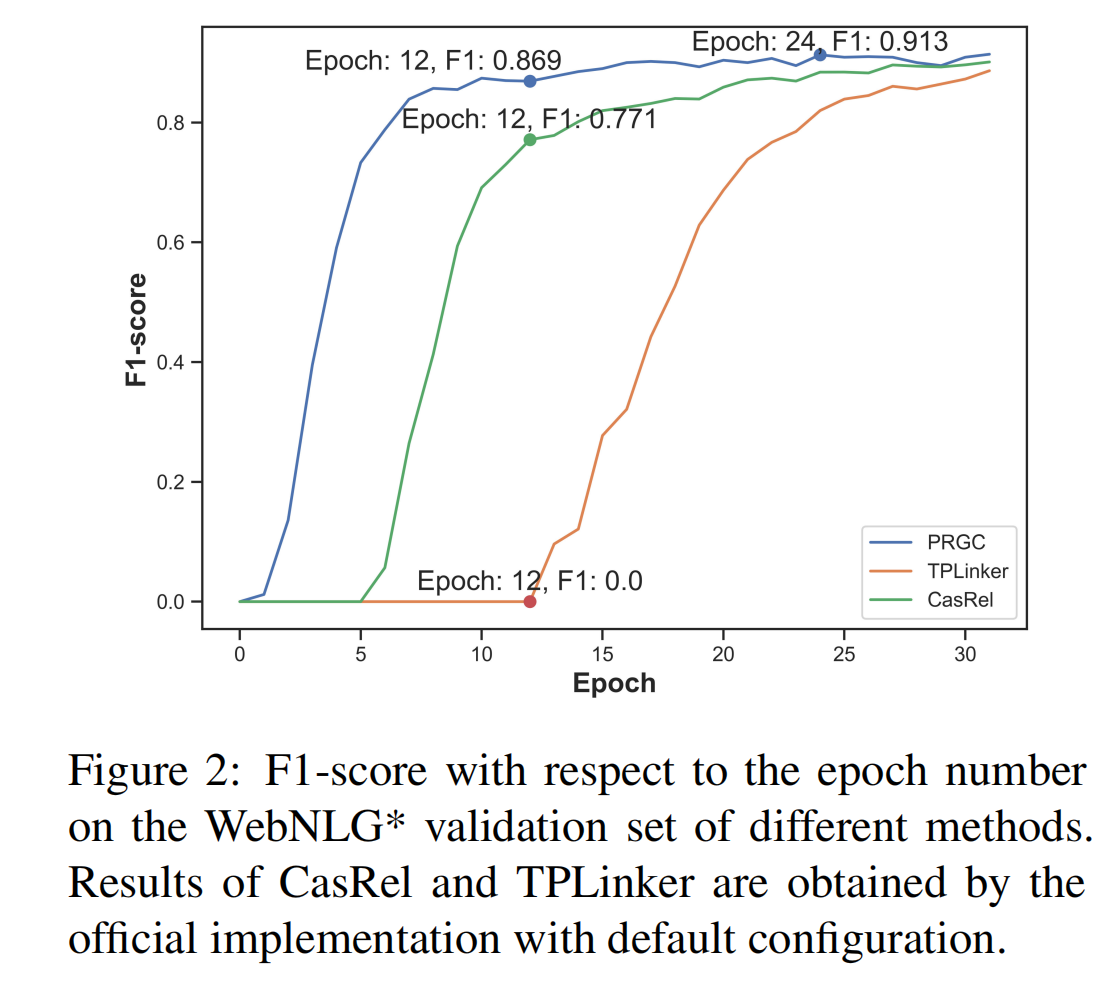 Epoch: 24, F1: 0.913
Epoch: 12, F1: 0.869
Epoch: 12, F1: 0.771
Epoch: 12, F1: 0.0
0.8
0.6
0.4
0.2
0.0
F1-score
PRGC
TPLinker
CasRel
0 5 10 15 20 25 30
Epoch
Figure 2: F1-score with respect to the epoch number
on the WebNLG* validation set of different methods.
Results of CasRel and TPLinker are obtained by the
official implementation with default configuration.